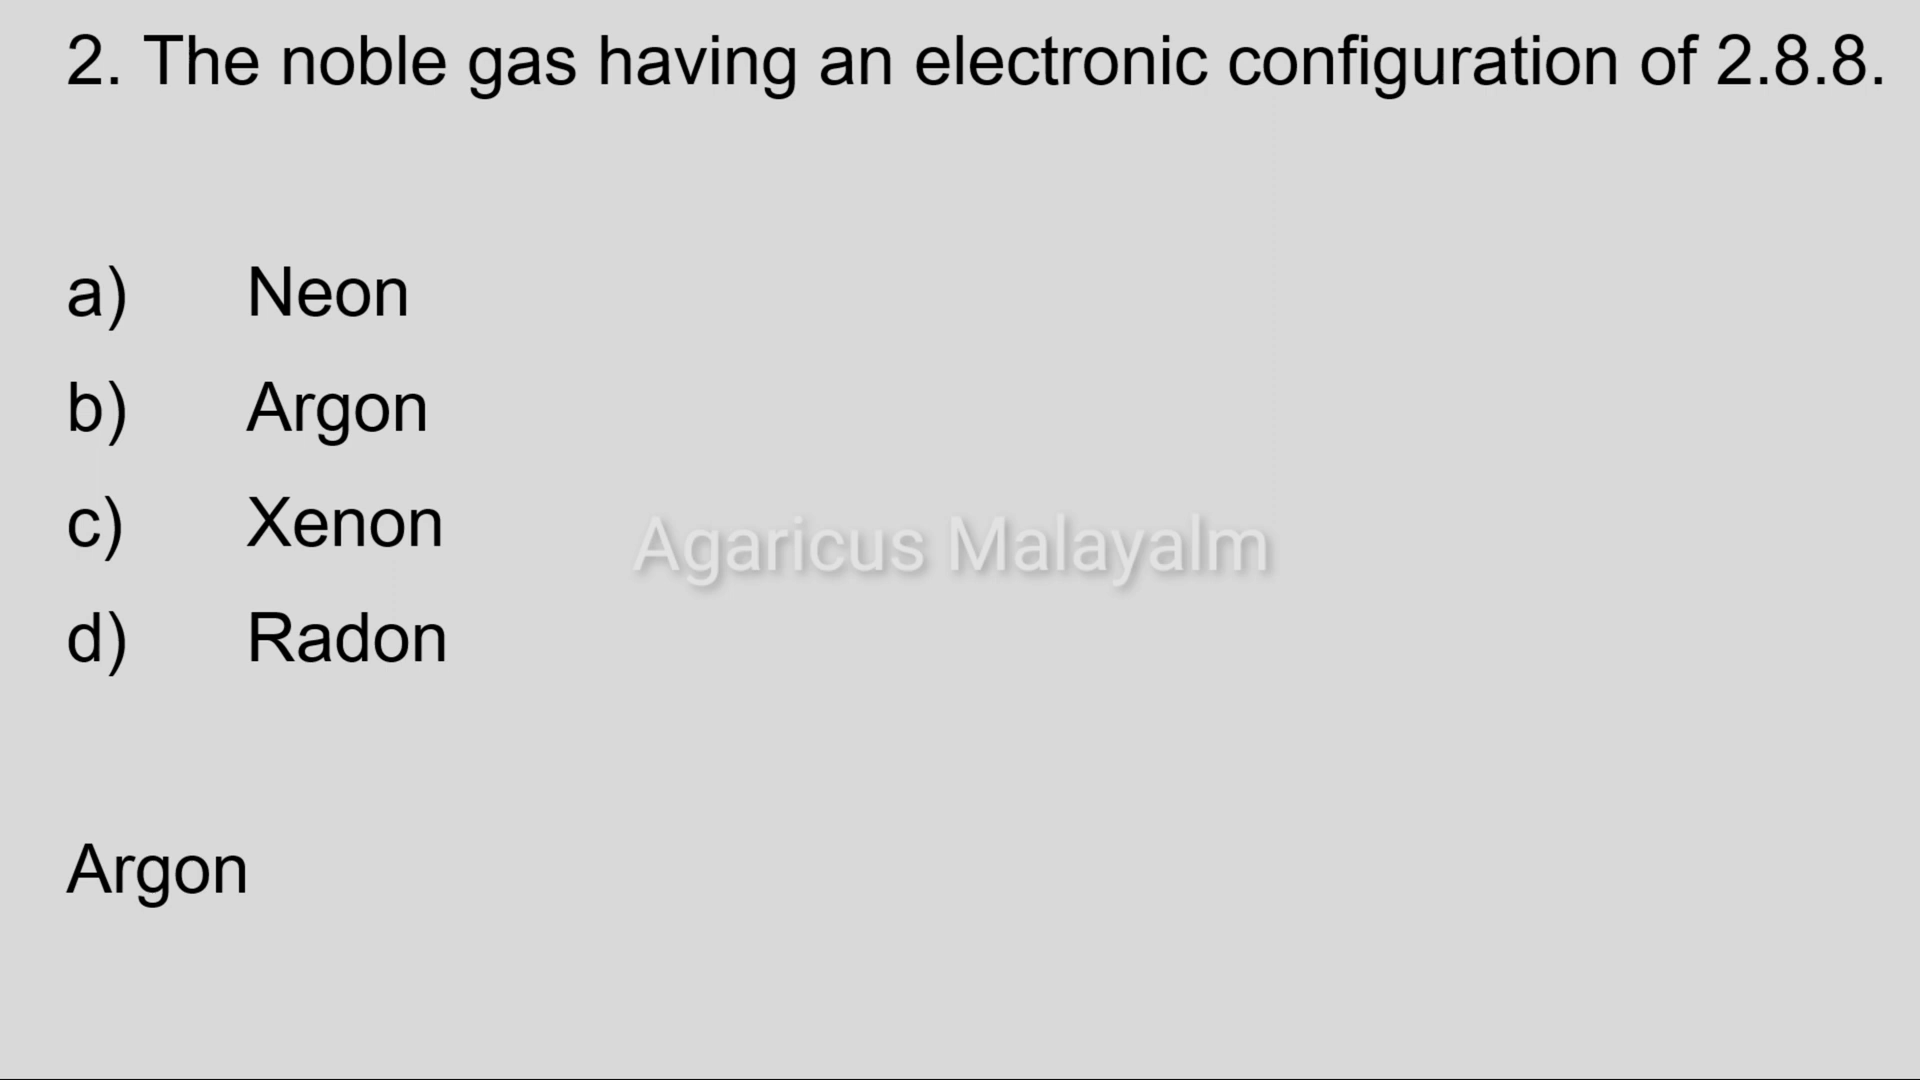 2. The noble gas having an electronic configuration of 2.8.8.
a) Neon
b) Argon
c) Xenon
Agaricus Malayalm
d) Radon
Argon